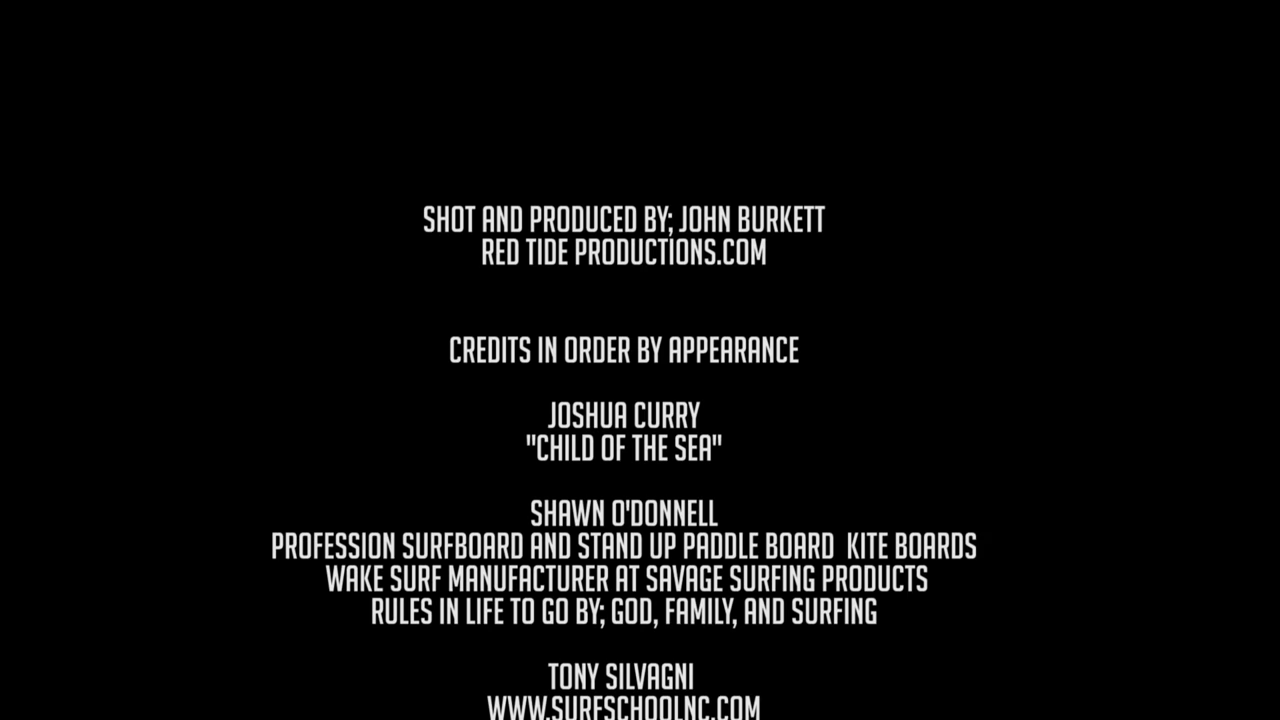 SHOT AND PRODUCED BY; JOHN BURKETT
RED TIDE PRODUCTIONS.COM
CREDITS IN ORDER BY APPEARANCE
JOSHUA CURRY
"CHILD OF THE SEA"
SHAWN O'DONNELL
PROFESSION SURFBOARD AND STAND UP PADDLE BOARD KITE BOARDS
WAKE SURF MANUFACTURER AT SAVAGE SURFING PRODUCTS
RULES IN LIFE TO GO BY; GOD, FAMILY, AND SURFING
TONY SILVAGNI
WWW.SURFSCHOOLNC.COM